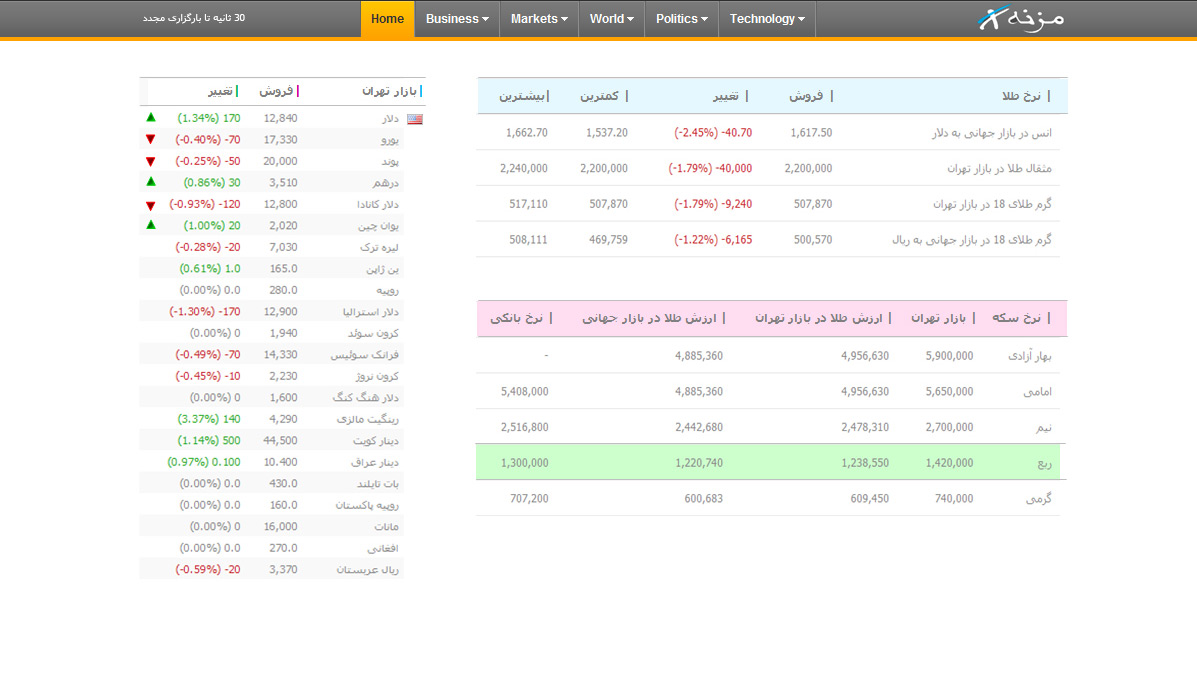 مزنه Home Business Markets World Politics Technology 30 ثانیه تا بارگزاری مجدد
| نرخ طلا | فروش | تغییر | کمترین | بیشترین
انس در بازار جهانی به دلار 1,617.50 -40.70 (-2.45%) 1,537.20 1,662.70
مثقال طلا در بازار تهران 2,200,000 -40,000 (-1.79%) 2,200,000 2,240,000
گرم طلای 18 در بازار تهران 507,870 -9,240 (-1.79%) 507,870 517,110
گرم طلای 18 در بازار جهانی به ریال 500,570 -6,165 (-1.22%) 469,759 508,111
| نرخ سکه | بازار تهران | ارزش طلا در بازار تهران | ارزش طلا در بازار جهانی | نرخ بانکی
بهار آزادی 5,900,000 4,956,630 4,885,360 -
امامی 5,650,000 4,956,630 4,885,360 5,408,000
نیم 2,700,000 2,478,310 2,442,680 2,516,800
ربع 1,420,000 1,238,550 1,220,740 1,300,000
گرمی 740,000 609,450 600,683 707,200
| بازار تهران | فروش | تغییر
دلار 12,840 170 (1.34%)
یورو 17,330 -70 (-0.40%)
پوند 20,000 -50 (-0.25%)
درهم 3,510 30 (0.86%)
دلار کانادا 12,800 -120 (-0.93%)
یوان چین 2,020 20 (1.00%)
لیره ترک 7,030 -20 (-0.28%)
ین ژاپن 165.0 1.0 (0.61%)
روپیه 280.0 0.0 (0.00%)
دلار استرالیا 12,900 -170 (-1.30%)
کرون سوئد 1,940 0 (0.00%)
فرانک سوئیس 14,330 -70 (-0.49%)
کرون نروژ 2,230 -10 (-0.45%)
دلار هنگ کنگ 1,600 0 (0.00%)
رینگیت مالزی 4,290 140 (3.37%)
دینار کویت 44,500 500 (1.14%)
دینار عراق 10.400 0.100 (0.97%)
بات تایلند 430.0 0.0 (0.00%)
روپیه پاکستان 160.0 0.0 (0.00%)
مانات 16,000 0 (0.00%)
افغانی 270.0 0.0 (0.00%)
ریال عربستان 3,370 -20 (-0.59%)